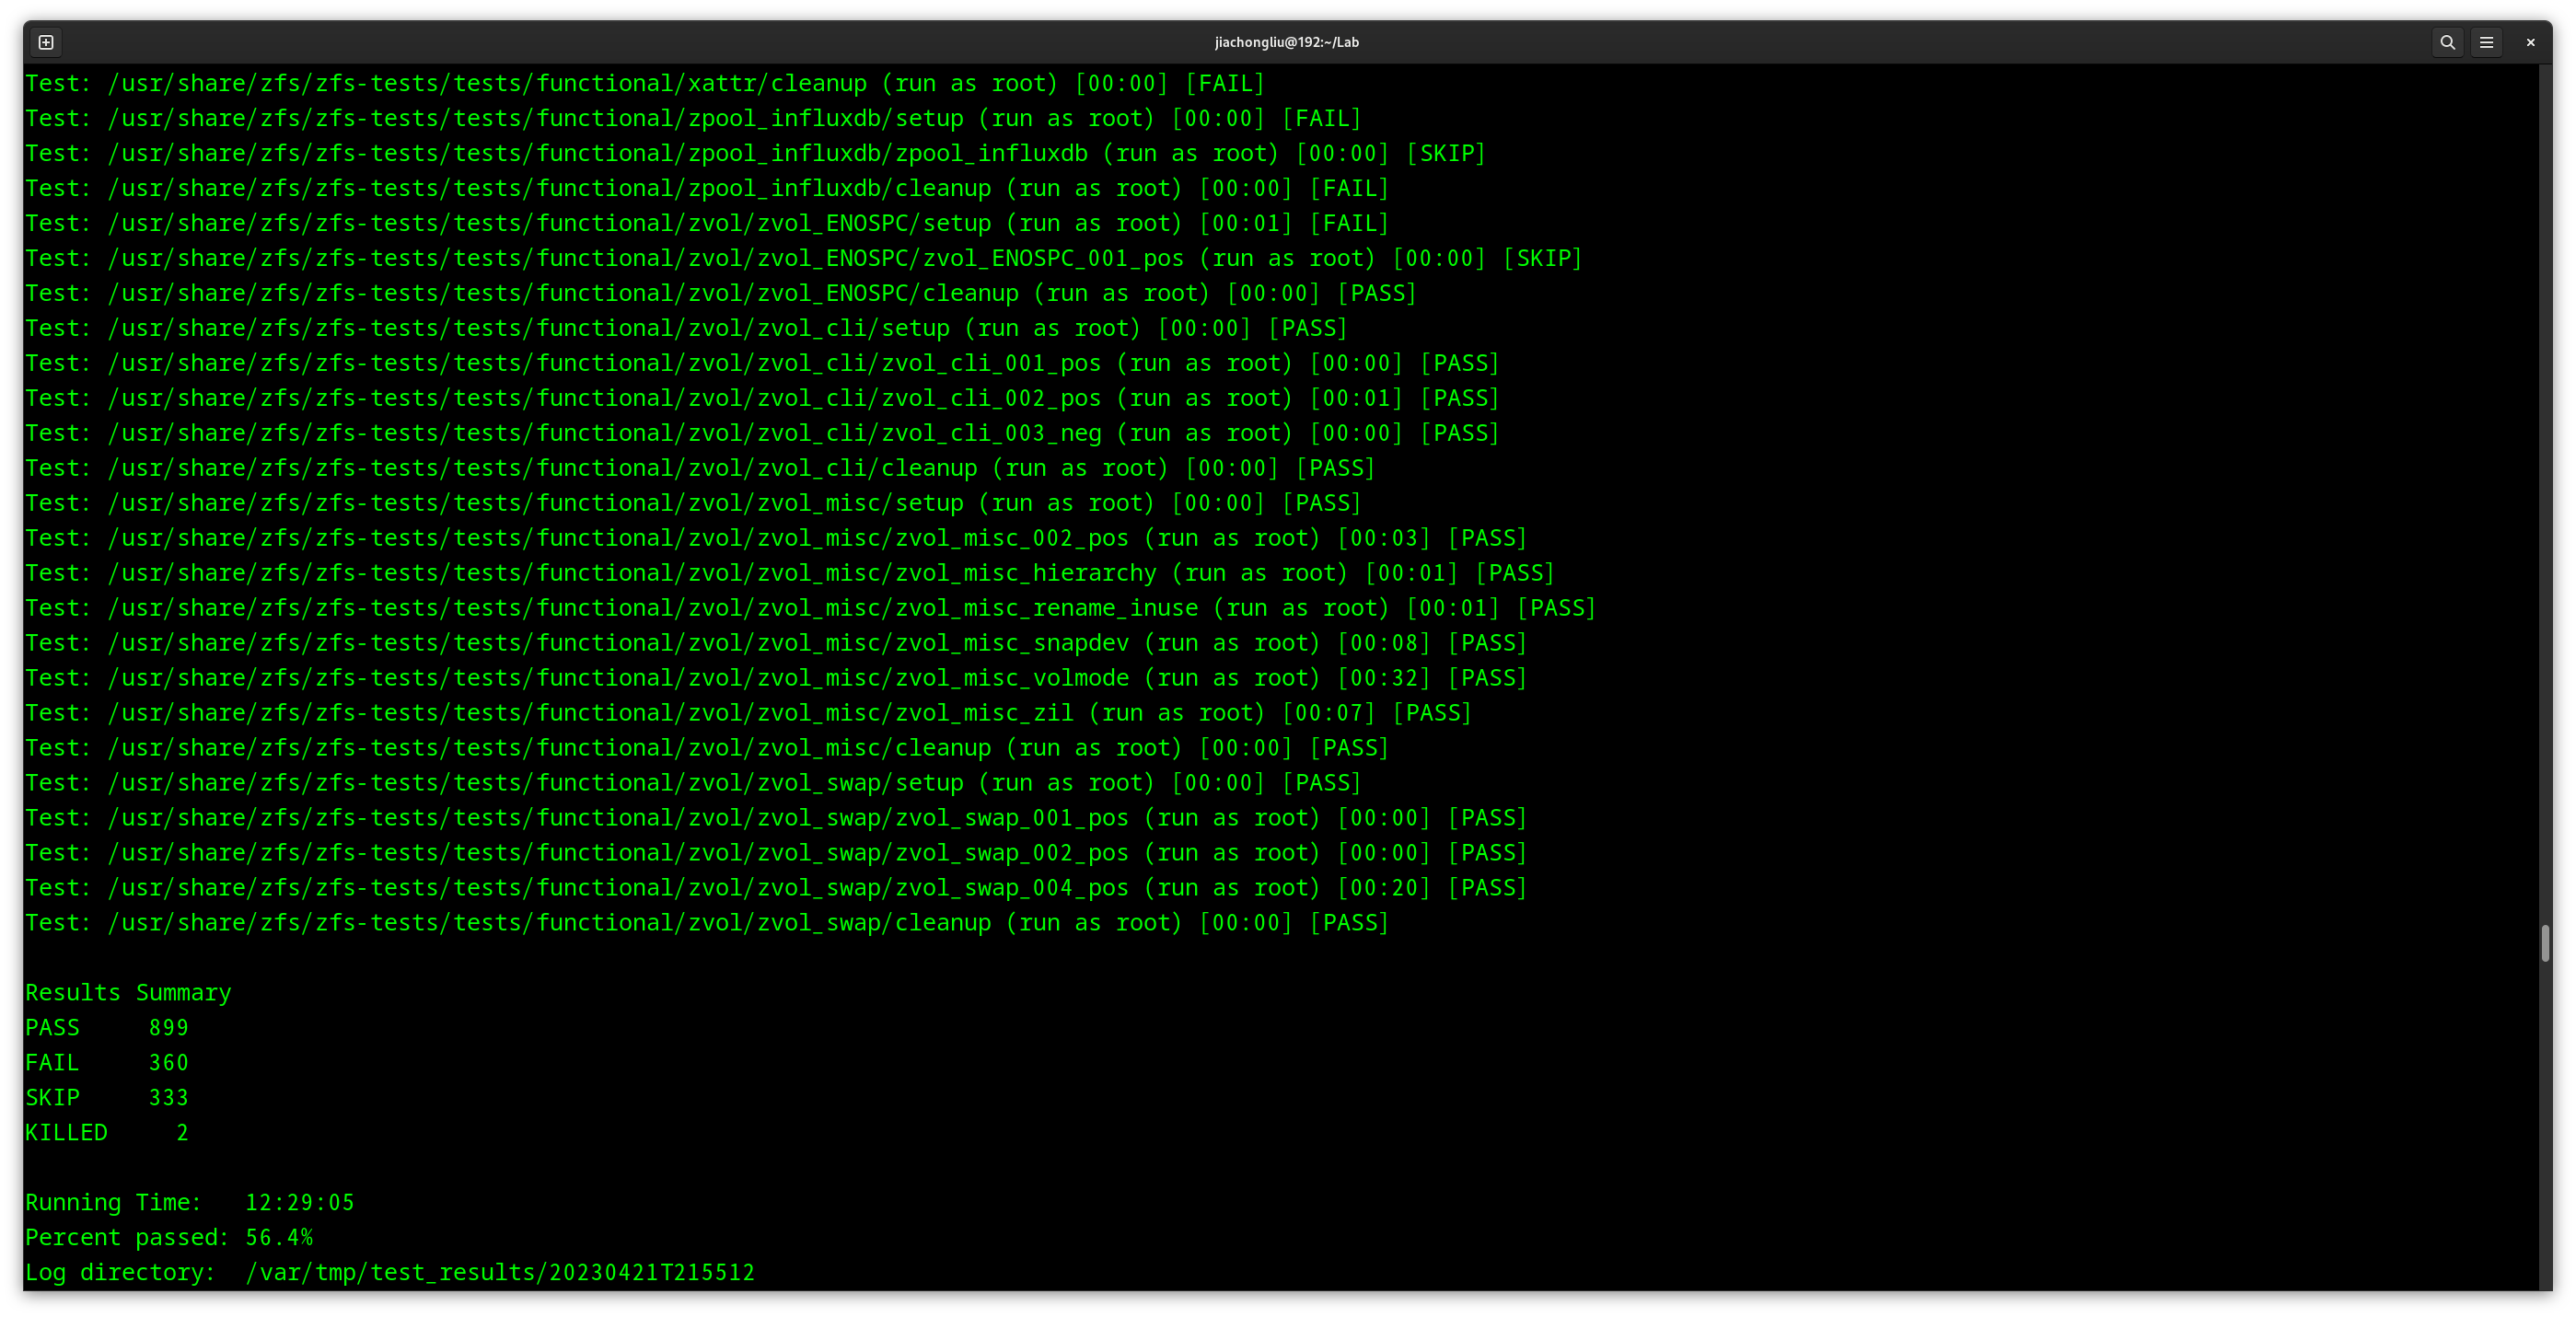 jiachongliu@192:~/Lab
Test: /usr/share/zfs/zfs-tests/tests/functional/xattr/cleanup (run as root) [00:00] [FAIL]
Test: /usr/share/zfs/zfs-tests/tests/functional/zpool_influxdb/setup (run as root) [00:00] [FAIL]
Test: /usr/share/zfs/zfs-tests/tests/functional/zpool_influxdb/zpool_influxdb (run as root) [00:00] [SKIP]
Test: /usr/share/zfs/zfs-tests/tests/functional/zpool_influxdb/cleanup (run as root) [00:00] [FAIL]
Test: /usr/share/zfs/zfs-tests/tests/functional/zvol/zvol_ENOSPC/setup (run as root) [00:01] [FAIL]
Test: /usr/share/zfs/zfs-tests/tests/functional/zvol/zvol_ENOSPC/zvol_ENOSPC_001_pos (run as root) [00:00] [SKIP]
Test: /usr/share/zfs/zfs-tests/tests/functional/zvol/zvol_ENOSPC/cleanup (run as root) [00:00] [PASS]
Test: /usr/share/zfs/zfs-tests/tests/functional/zvol/zvol_cli/setup (run as root) [00:00] [PASS]
Test: /usr/share/zfs/zfs-tests/tests/functional/zvol/zvol_cli/zvol_cli_001_pos (run as root) [00:00] [PASS]
Test: /usr/share/zfs/zfs-tests/tests/functional/zvol/zvol_cli/zvol_cli_002_pos (run as root) [00:01] [PASS]
Test: /usr/share/zfs/zfs-tests/tests/functional/zvol/zvol_cli/zvol_cli_003_neg (run as root) [00:00] [PASS]
Test: /usr/share/zfs/zfs-tests/tests/functional/zvol/zvol_cli/cleanup (run as root) [00:00] [PASS]
Test: /usr/share/zfs/zfs-tests/tests/functional/zvol/zvol_misc/setup (run as root) [00:00] [PASS]
Test: /usr/share/zfs/zfs-tests/tests/functional/zvol/zvol_misc/zvol_misc_002_pos (run as root) [00:03] [PASS]
Test: /usr/share/zfs/zfs-tests/tests/functional/zvol/zvol_misc/zvol_misc_hierarchy (run as root) [00:01] [PASS]
Test: /usr/share/zfs/zfs-tests/tests/functional/zvol/zvol_misc/zvol_misc_rename_inuse (run as root) [00:01] [PASS]
Test: /usr/share/zfs/zfs-tests/tests/functional/zvol/zvol_misc/zvol_misc_snapdev (run as root) [00:08] [PASS]
Test: /usr/share/zfs/zfs-tests/tests/functional/zvol/zvol_misc/zvol_misc_volmode (run as root) [00:32] [PASS]
Test: /usr/share/zfs/zfs-tests/tests/functional/zvol/zvol_misc/zvol_misc_zil (run as root) [00:07] [PASS]
Test: /usr/share/zfs/zfs-tests/tests/functional/zvol/zvol_misc/cleanup (run as root) [00:00] [PASS]
Test: /usr/share/zfs/zfs-tests/tests/functional/zvol/zvol_swap/setup (run as root) [00:00] [PASS]
Test: /usr/share/zfs/zfs-tests/tests/functional/zvol/zvol_swap/zvol_swap_001_pos (run as root) [00:00] [PASS]
Test: /usr/share/zfs/zfs-tests/tests/functional/zvol/zvol_swap/zvol_swap_002_pos (run as root) [00:00] [PASS]
Test: /usr/share/zfs/zfs-tests/tests/functional/zvol/zvol_swap/zvol_swap_004_pos (run as root) [00:20] [PASS]
Test: /usr/share/zfs/zfs-tests/tests/functional/zvol/zvol_swap/cleanup (run as root) [00:00] [PASS]
Results Summary
PASS     899
FAIL     360
SKIP     333
KILLED     2
Running Time:   12:29:05
Percent passed: 56.4%
Log directory:  /var/tmp/test_results/20230421T215512